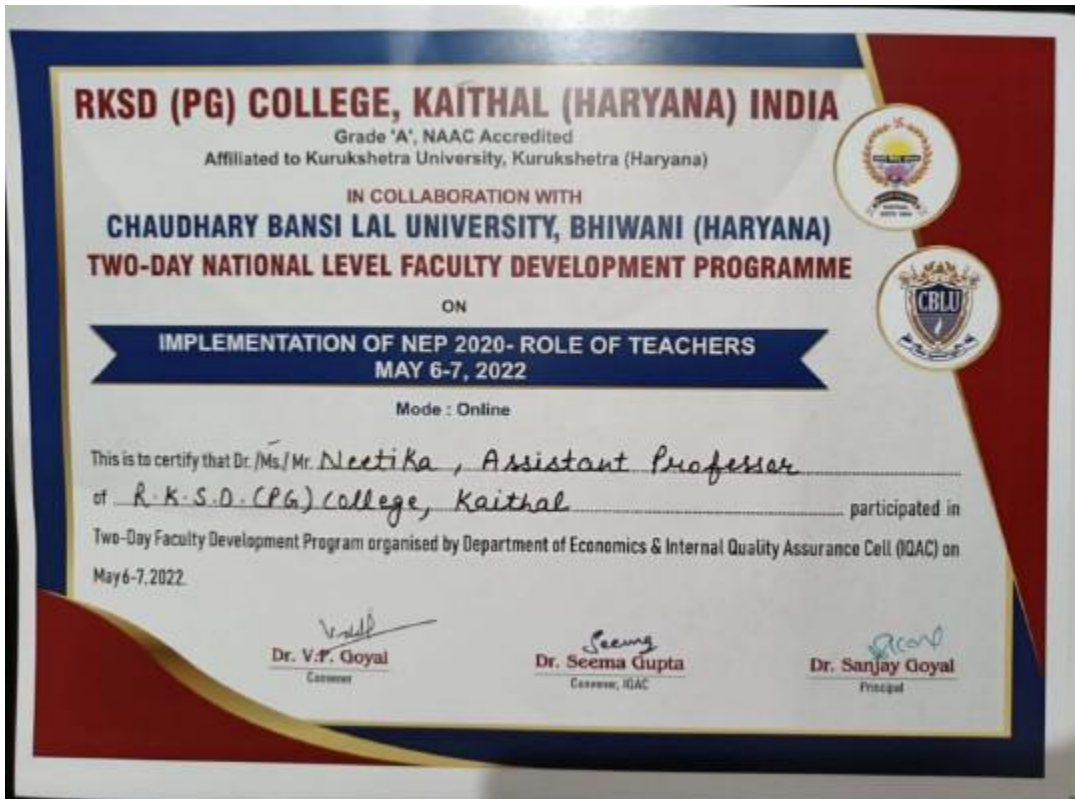 RKSD (PG) COLLEGE, KAITHAL (HARYANA) INDIA
Grade 'A', NAAC Accredited
Affiliated to Kurukshetra University, Kurukshetra (Haryana)
IN COLLABORATION WITH
CHAUDHARY BANSI LAL UNIVERSITY, BHIWANI (HARYANA)
TWO-DAY NATIONAL LEVEL FACULTY DEVELOPMENT PROGRAMME
CBLU
ON
IMPLEMENTATION OF NEP 2020- ROLE OF TEACHERS
MAY 6-7, 2022
Mode : Online
This is to certify that Dr./Ms./Mr. Neetika, Assistant Professor
of R.K.S.D.(PG) College, Kaithal participated in
Two-Day Faculty Development Program organised by Department of Economics & Internal Quality Assurance Cell (IQAC) on
May 6-7, 2022.
Dr. V.P. Goyal
Convener
Seema
Dr. Seema Gupta
Convener, IQAC
Dr. Sanjay Goyal
Principal